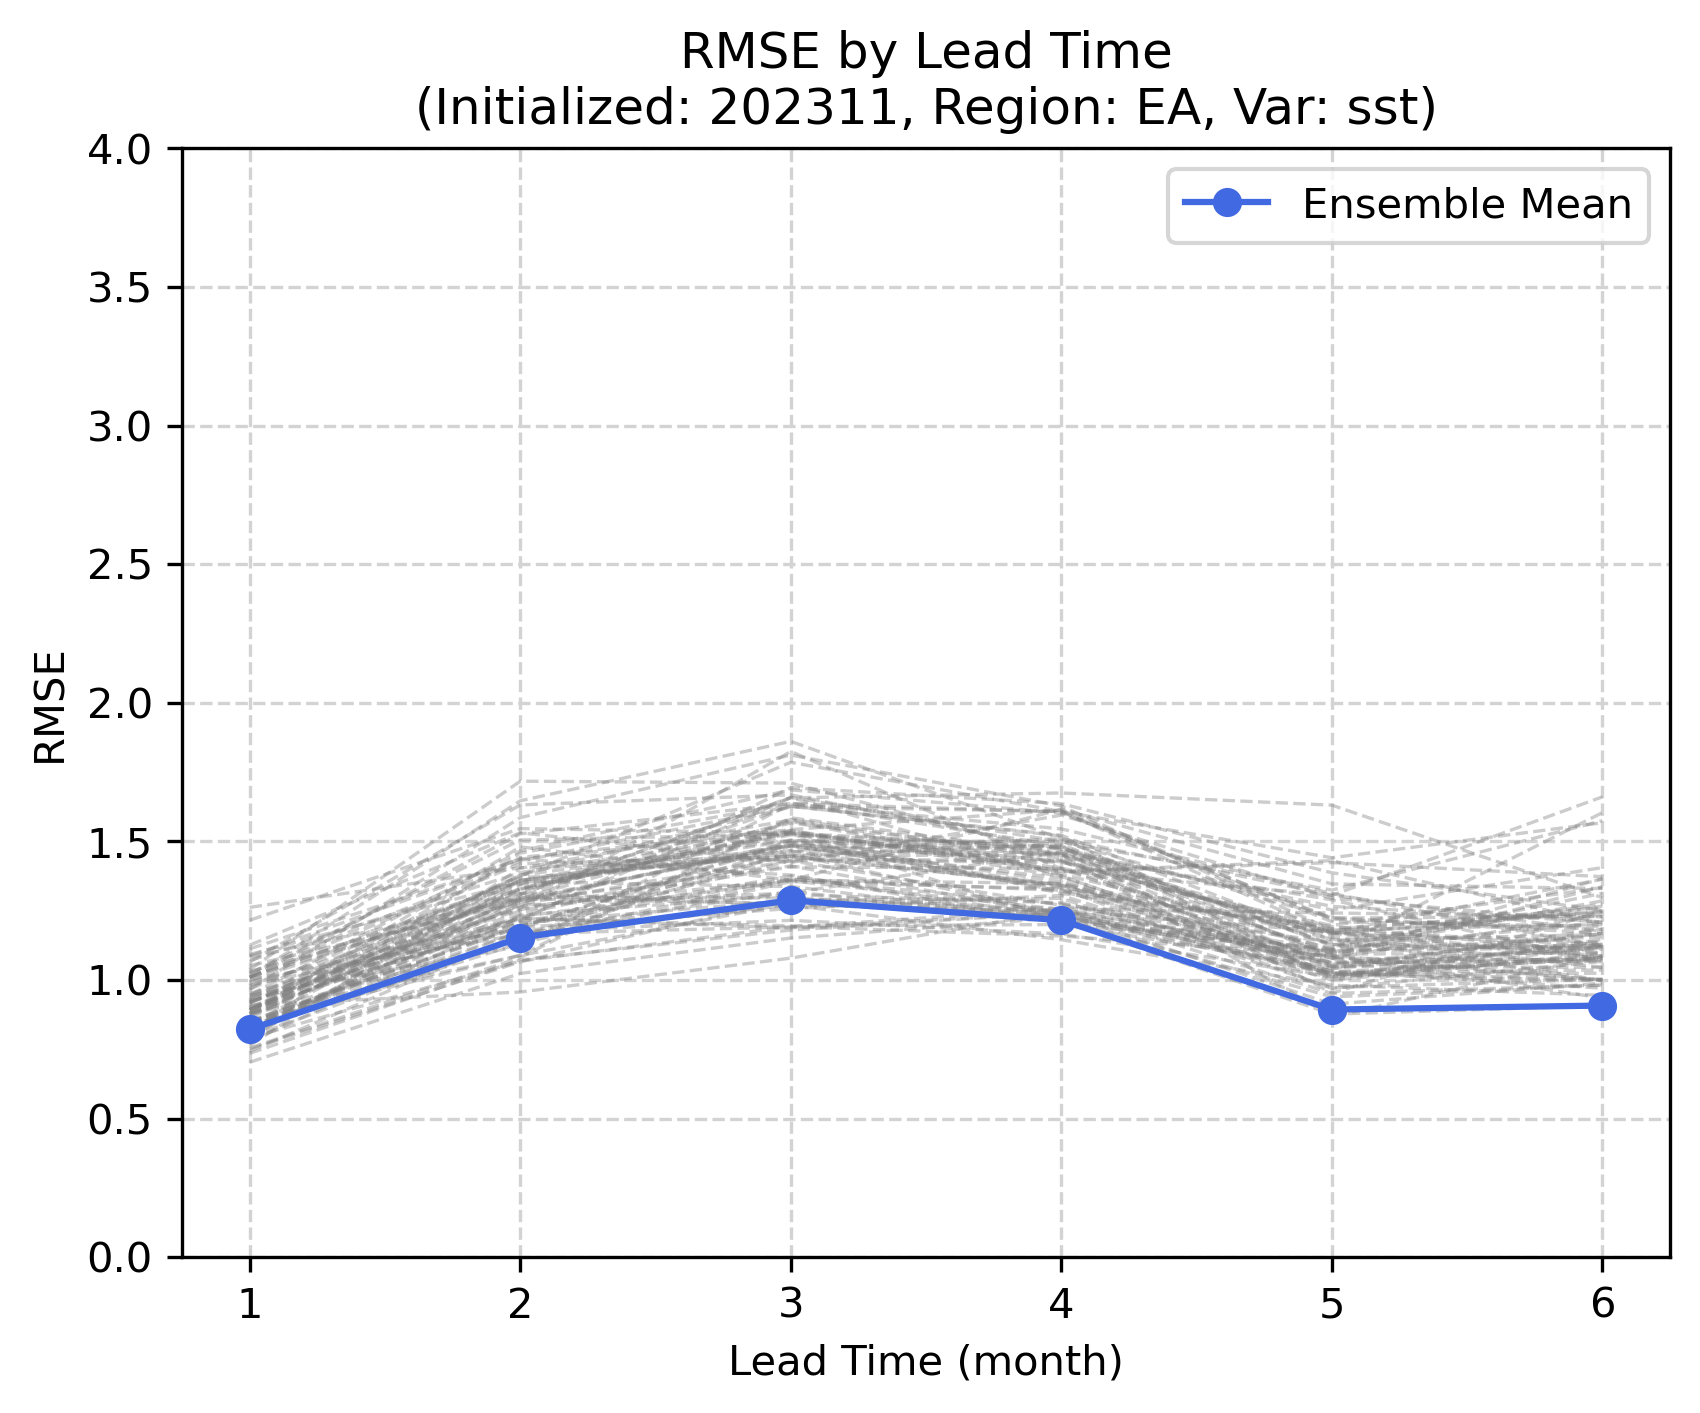 RMSE by Lead Time
(Initialized: 202311, Region: EA, Var: sst)
Ensemble Mean
4.0
3.5
3.0
2.5
2.0
1.5
1.0
0.5
0.0
RMSE
1 2 3 4 5 6
Lead Time (month)